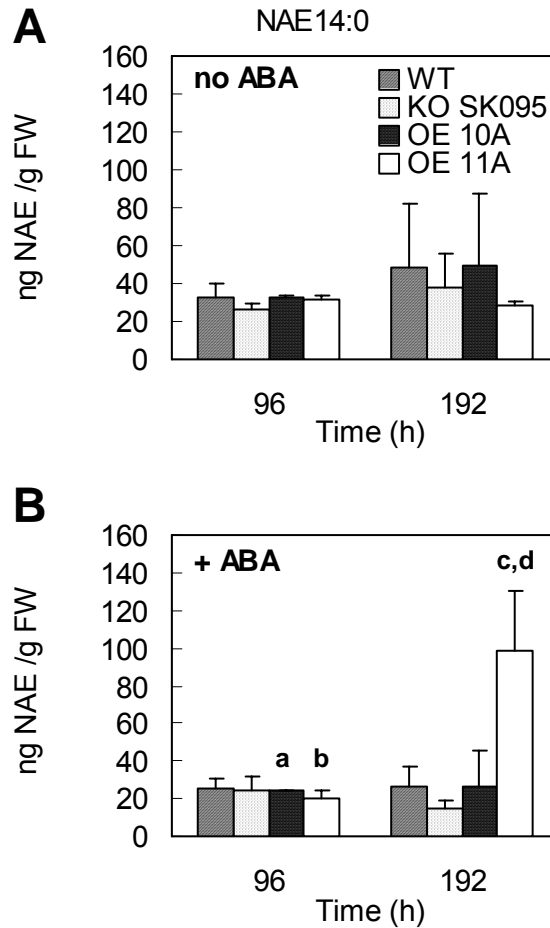 A
NAE14:0
no ABA
WT
KO SK095
OE 10A
OE 11A
ng NAE /g FW
160
140
120
100
80
60
40
20
0
96 192
Time (h)
B
+ ABA
c,d
a b
ng NAE /g FW
160
140
120
100
80
60
40
20
0
96 192
Time (h)